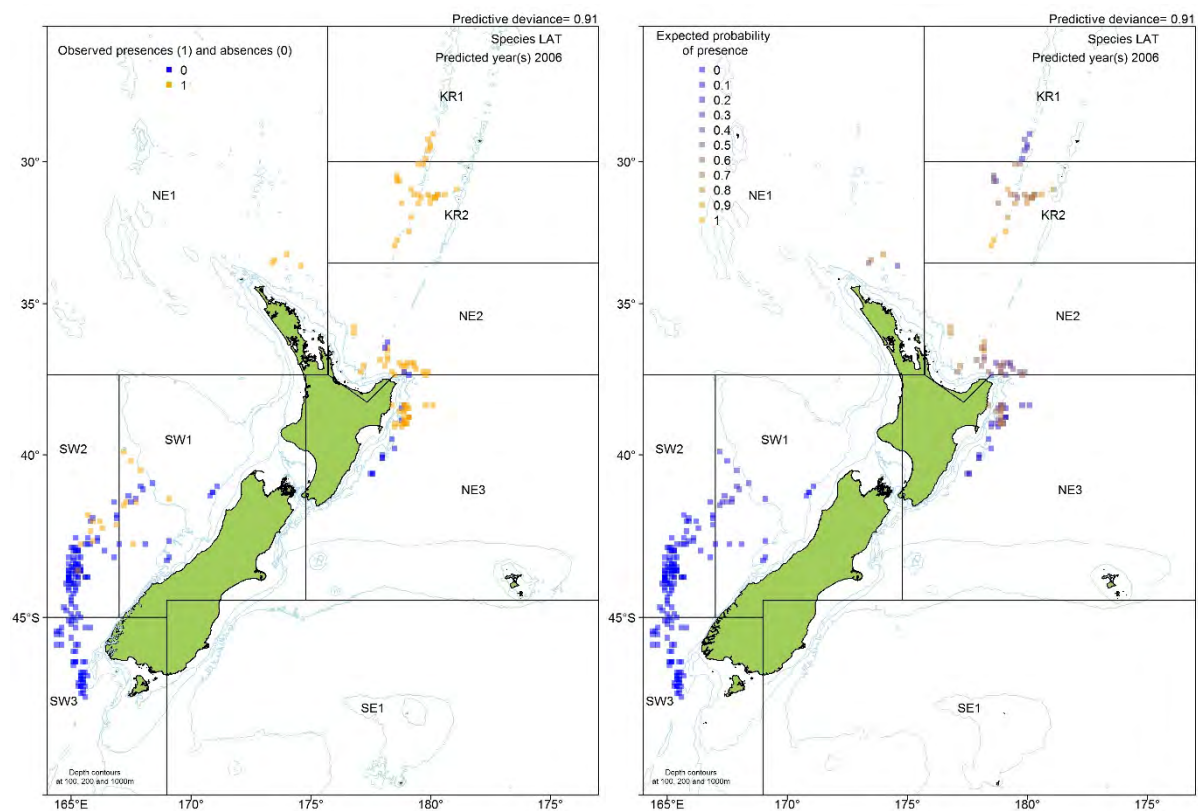 Predictive deviance= 0.91
Observed presences (1) and absences (0)
0
1
Species LAT
Predicted year(s) 2006
KR1
30°
NE1
KR2
35°
NE2
SW2
SW1
40°
NE3
45°S
SW3
SE1
Depth contours
at 100, 200 and 1000m
165°E
170°
175°
180°
175°
Predictive deviance= 0.91
Expected probability
of presence
0
0.1
0.2
0.3
0.4
0.5
0.6
0.7
0.8
0.9
1
Species LAT
Predicted year(s) 2006
KR1
30°
NE1
KR2
35°
NE2
SW2
SW1
40°
NE3
45°S
SW3
SE1
Depth contours
at 100, 200 and 1000m
165°E
170°
175°
180°
175°